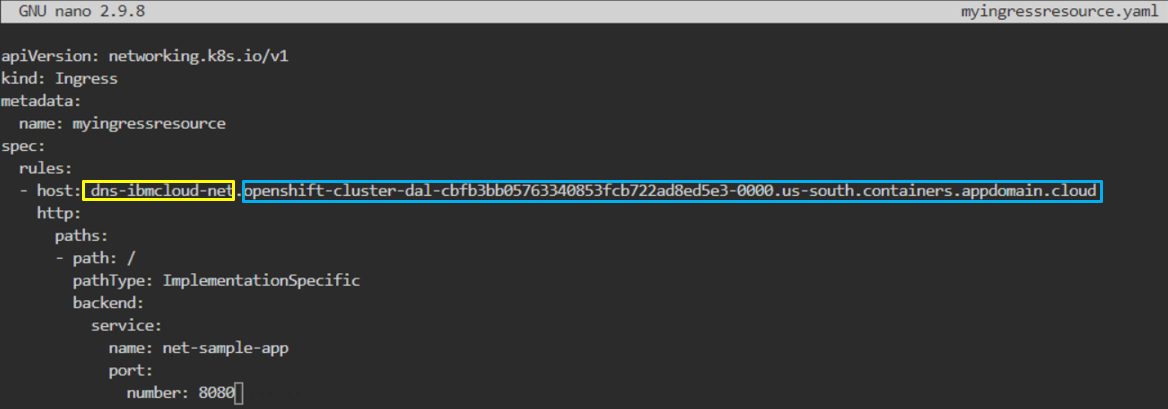 GNU nano 2.9.8 myingressresource.yaml
apiVersion: networking.k8s.io/v1
kind: Ingress
metadata:
  name: myingressresource
spec:
  rules:
  - host: dns-ibmcloud-net.openshift-cluster-dal-cbfb3bb05763340853fcb722ad8ed5e3-0000.us-south.containers.appdomain.cloud
    http:
      paths:
      - path: /
        pathType: ImplementationSpecific
        backend:
          service:
            name: net-sample-app
            port:
              number: 8080